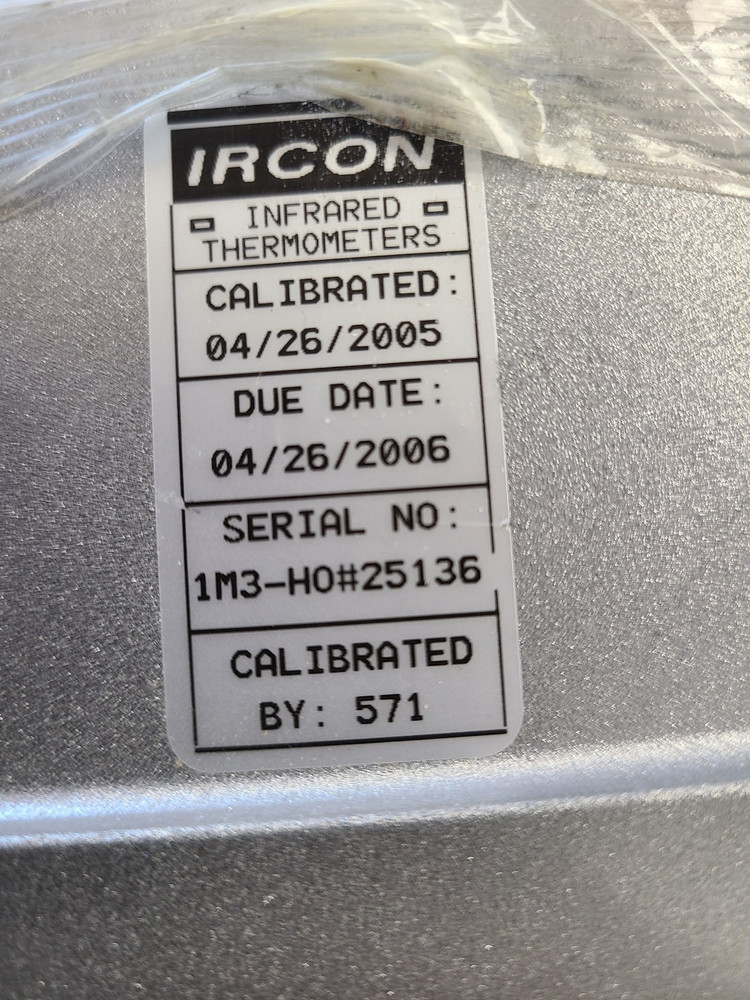 IRCON
INFRARED
THERMOMETERS
CALIBRATED:
04/26/2005
DUE DATE:
04/26/2006
SERIAL NO:
1M3-HO#25136
CALIBRATED
BY: 571